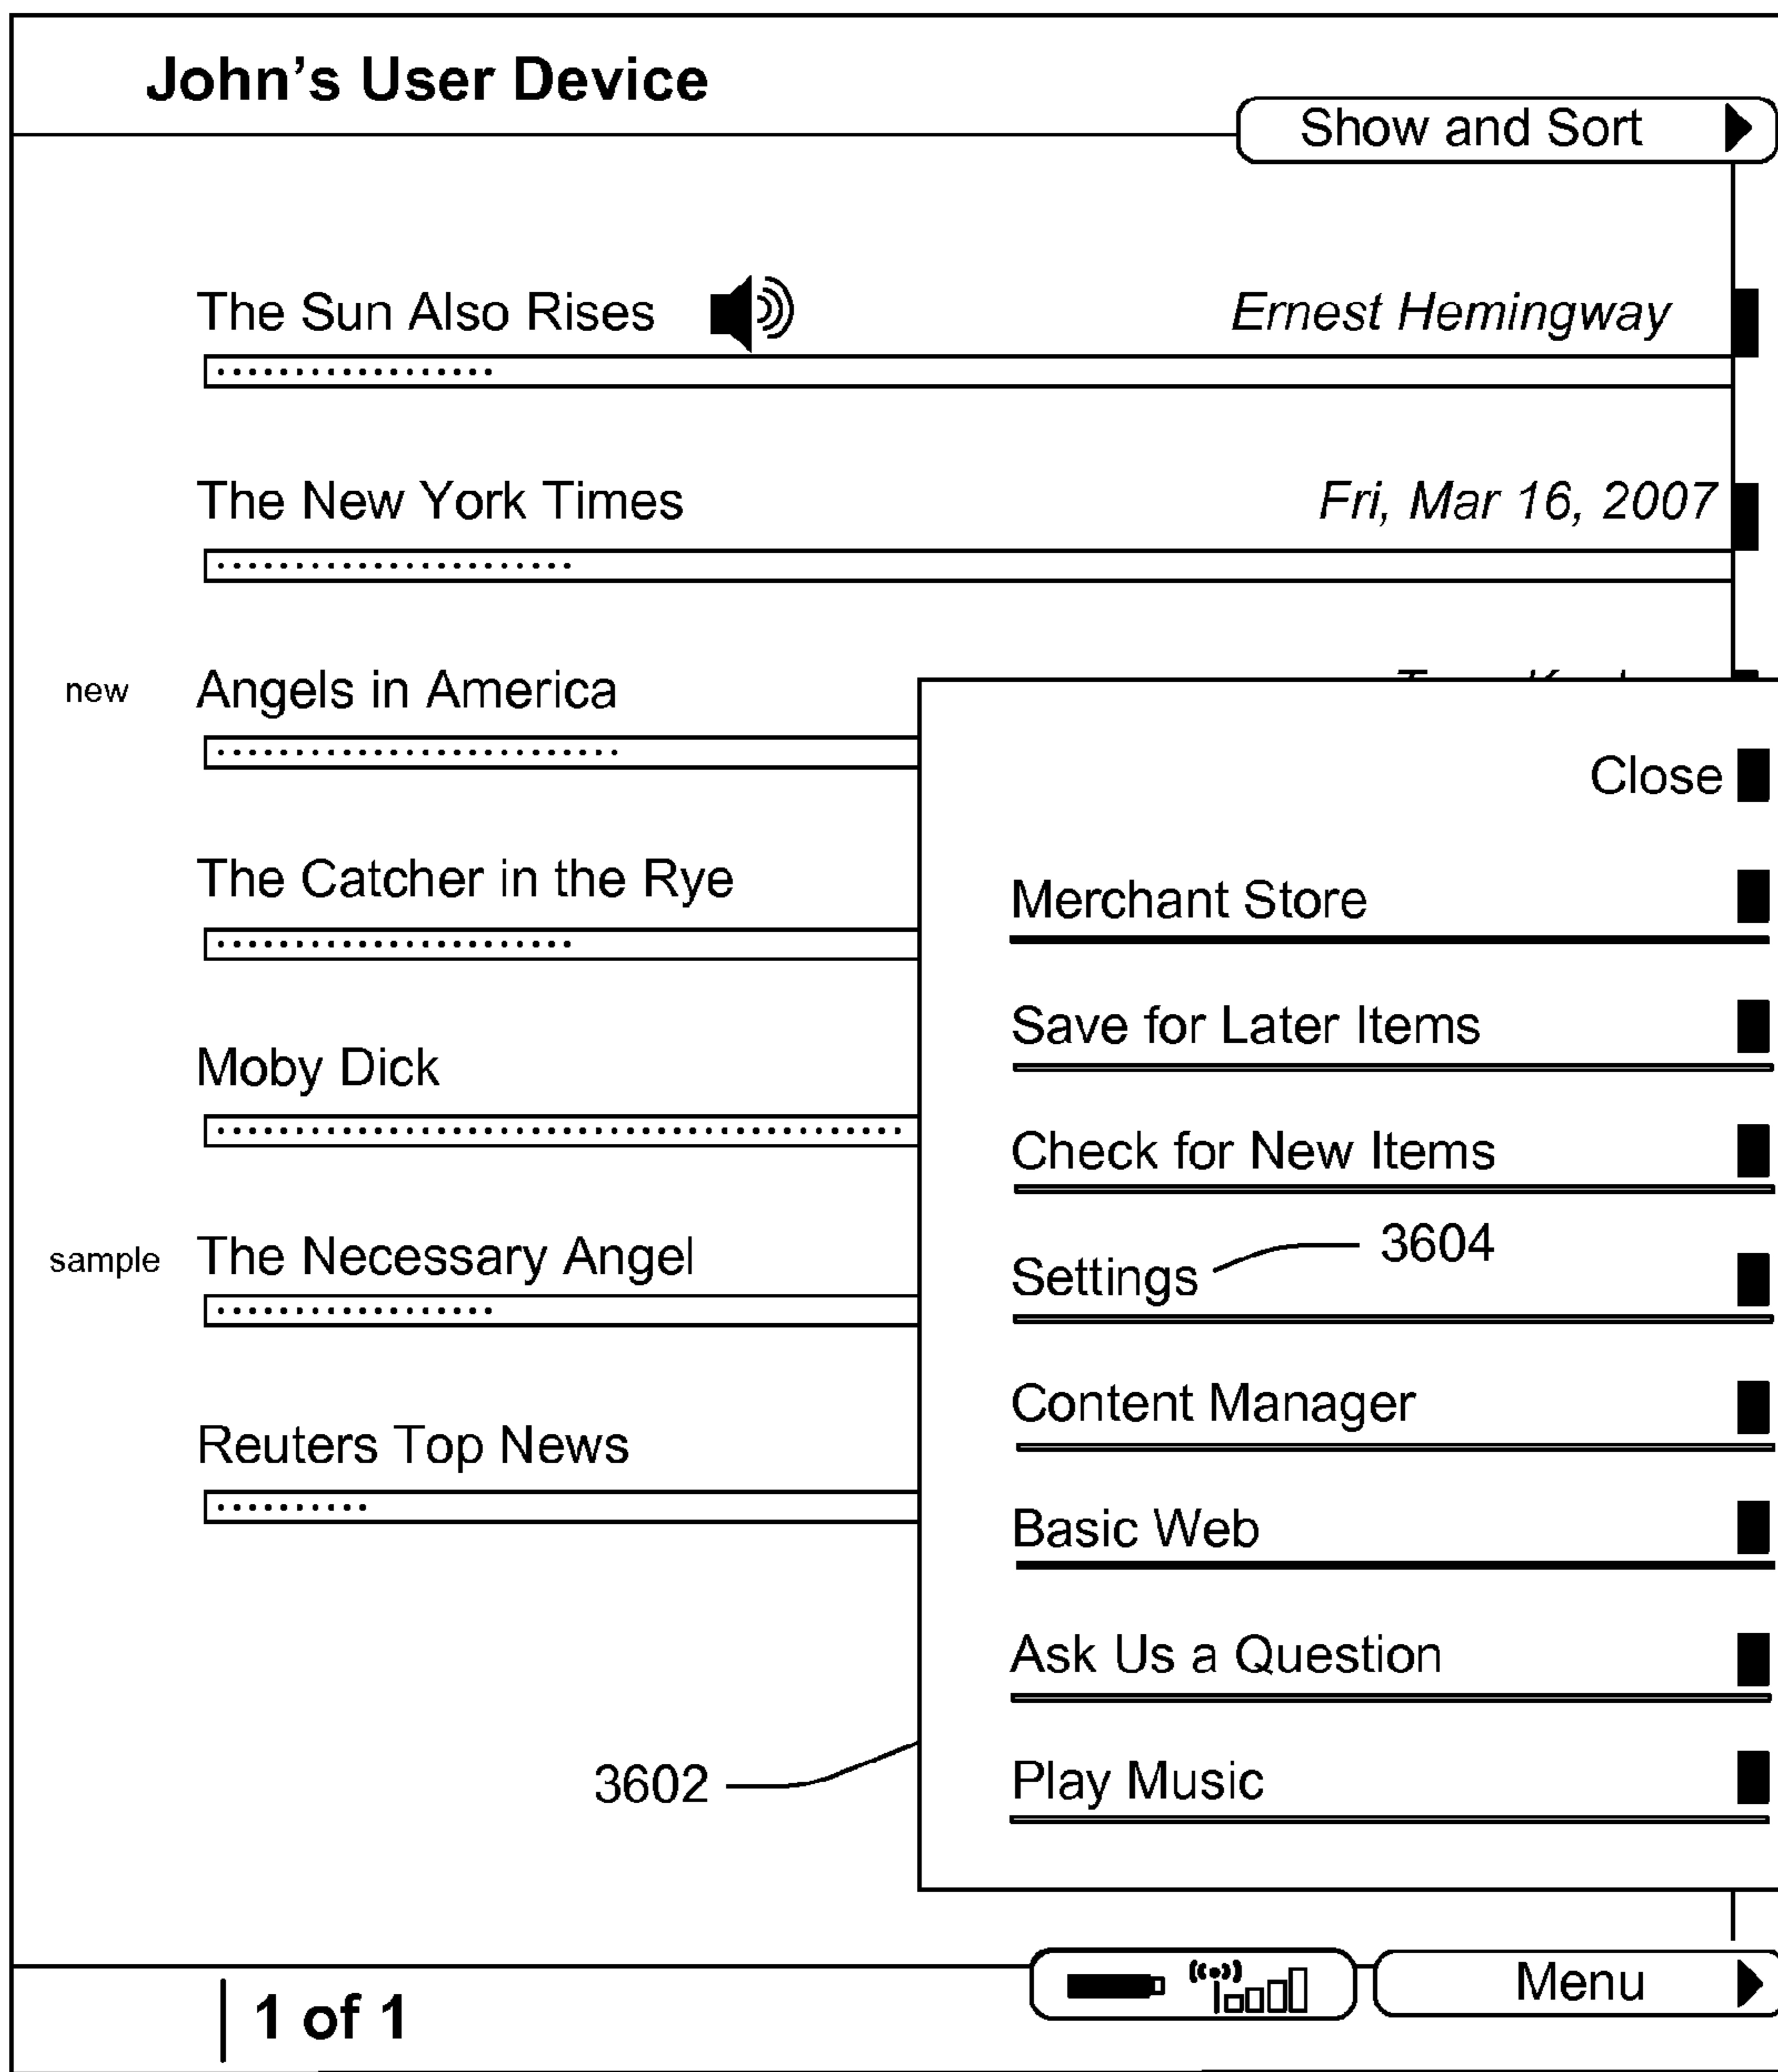 John's User Device
Show and Sort
The Sun Also Rises Ernest Hemingway
The New York Times Fri, Mar 16, 2007
new Angels in America
Close
The Catcher in the Rye
Merchant Store
Save for Later Items
Moby Dick
Check for New Items
sample The Necessary Angel
Settings 3604
Content Manager
Reuters Top News
Basic Web
Ask Us a Question
3602
Play Music
1 of 1
Menu